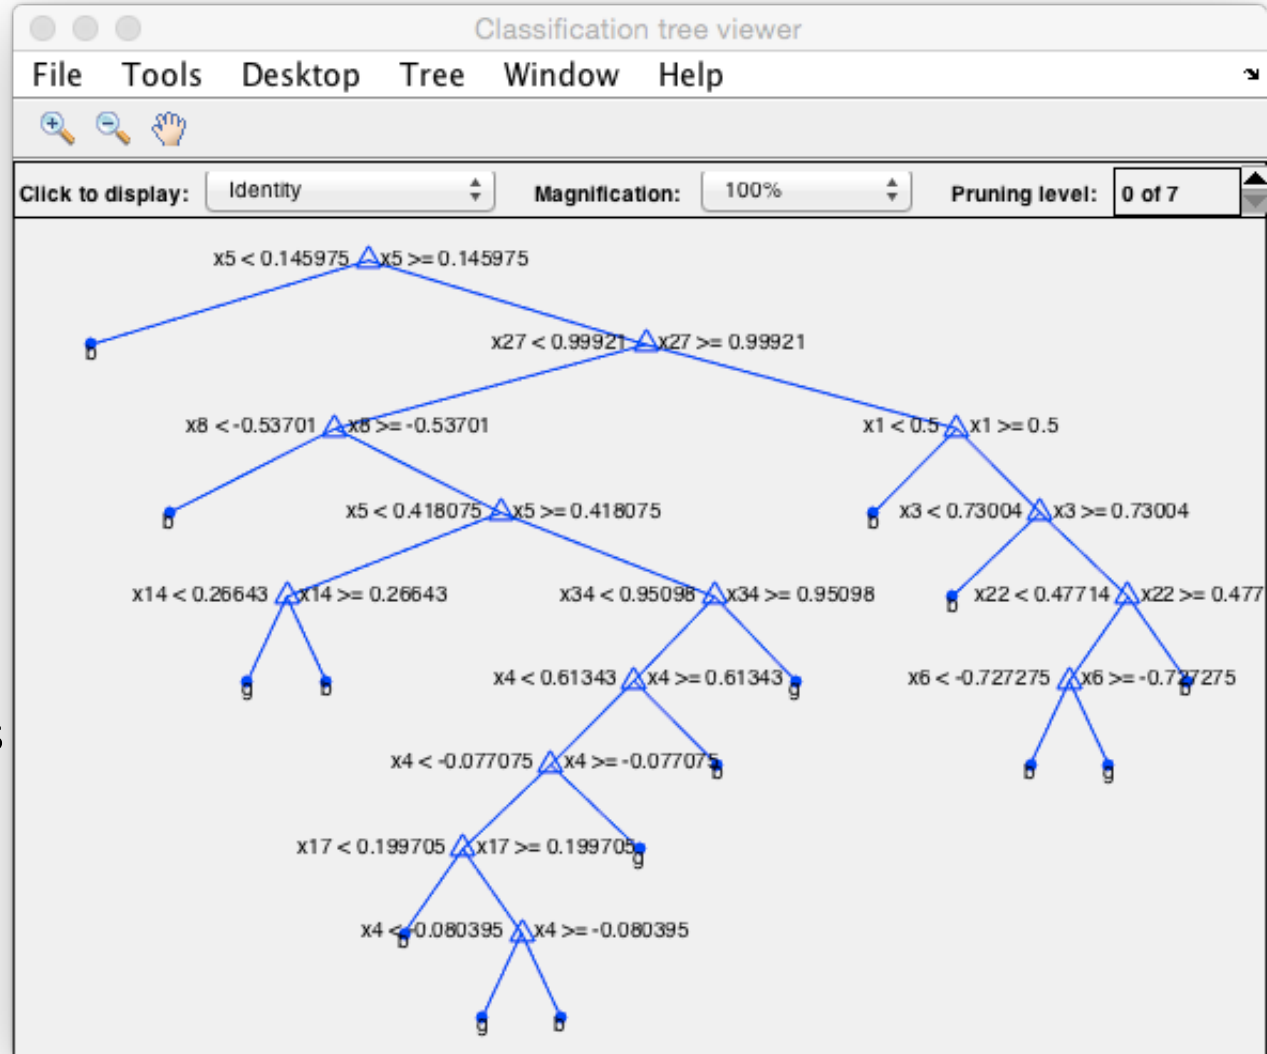 Classification tree viewer
File Tools Desktop Tree Window Help
Click to display: Identity Magnification: 100% Pruning level: 0 of 7
x5 < 0.145975 x5 >= 0.145975
b
x27 < 0.99921 x27 >= 0.99921
x8 < -0.53701 x8 >= -0.53701 x1 < 0.5 x1 >= 0.5
b x5 < 0.418075 x5 >= 0.418075 b x3 < 0.73004 x3 >= 0.73004
x14 < 0.26643 x14 >= 0.26643 x34 < 0.95098 x34 >= 0.95098 b x22 < 0.47714 x22 >= 0.477
g b x4 < 0.61343 x4 >= 0.61343 g x6 < -0.727275 x6 >= -0.727275 b
x4 < -0.077075 x4 >= -0.077075 b b g
x17 < 0.199705 x17 >= 0.199705 g
x4 < -0.080395 b x4 >= -0.080395
g b